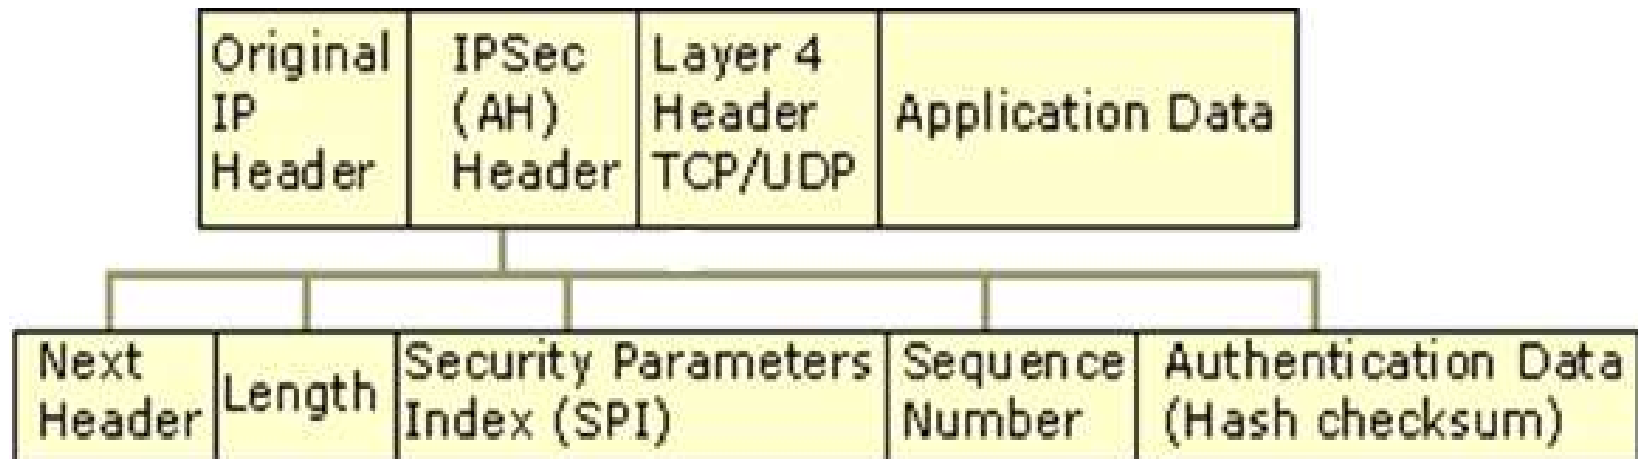 Original
IP
Header
IPSec
(AH)
Header
Layer 4
Header
TCP/UDP
Application Data
Next
Header
Length
Security Parameters
Index (SPI)
Sequence
Number
Authentication Data
(Hash checksum)